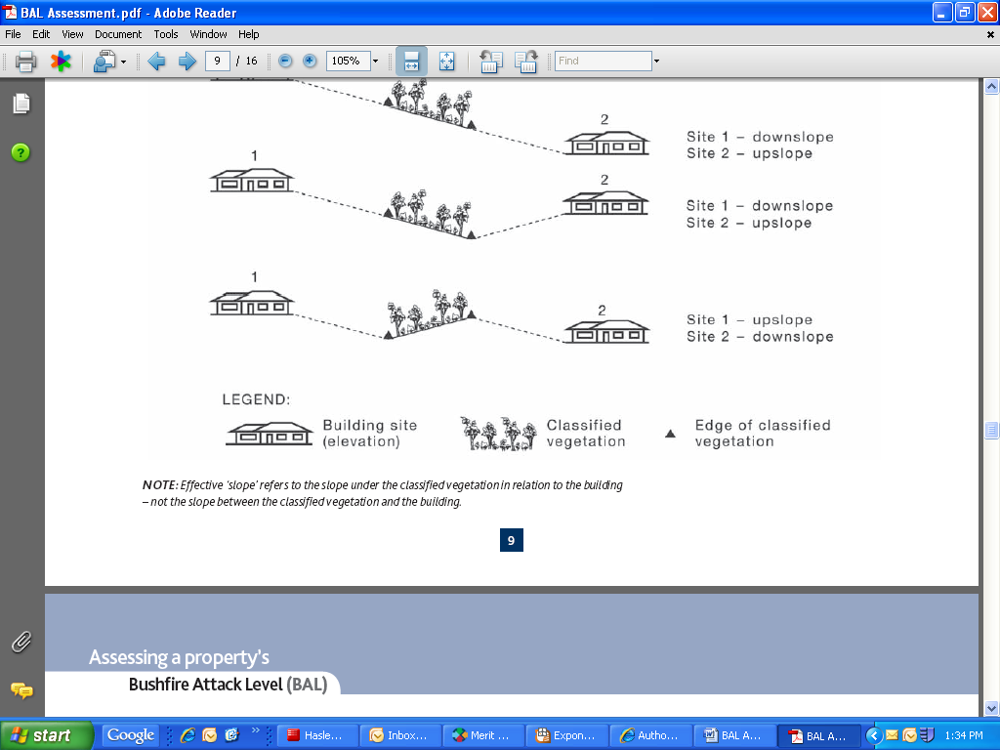 BAL Assessment.pdf - Adobe Reader
File Edit View Document Tools Window Help
9 / 16 105% Find
2
Site 1 – downslope
Site 2 – upslope
1
2
Site 1 – downslope
Site 2 – upslope
1
2
Site 1 – upslope
Site 2 – downslope
LEGEND:
Building site
(elevation)
Classified
vegetation
Edge of classified
vegetation
NOTE: Effective 'slope' refers to the slope under the classified vegetation in relation to the building
– not the slope between the classified vegetation and the building.
9
Assessing a property's
Bushfire Attack Level (BAL)
start Google Hasle... Inbox... Merit ... Expon... Autho... BAL A... BAL A... 1:34 PM